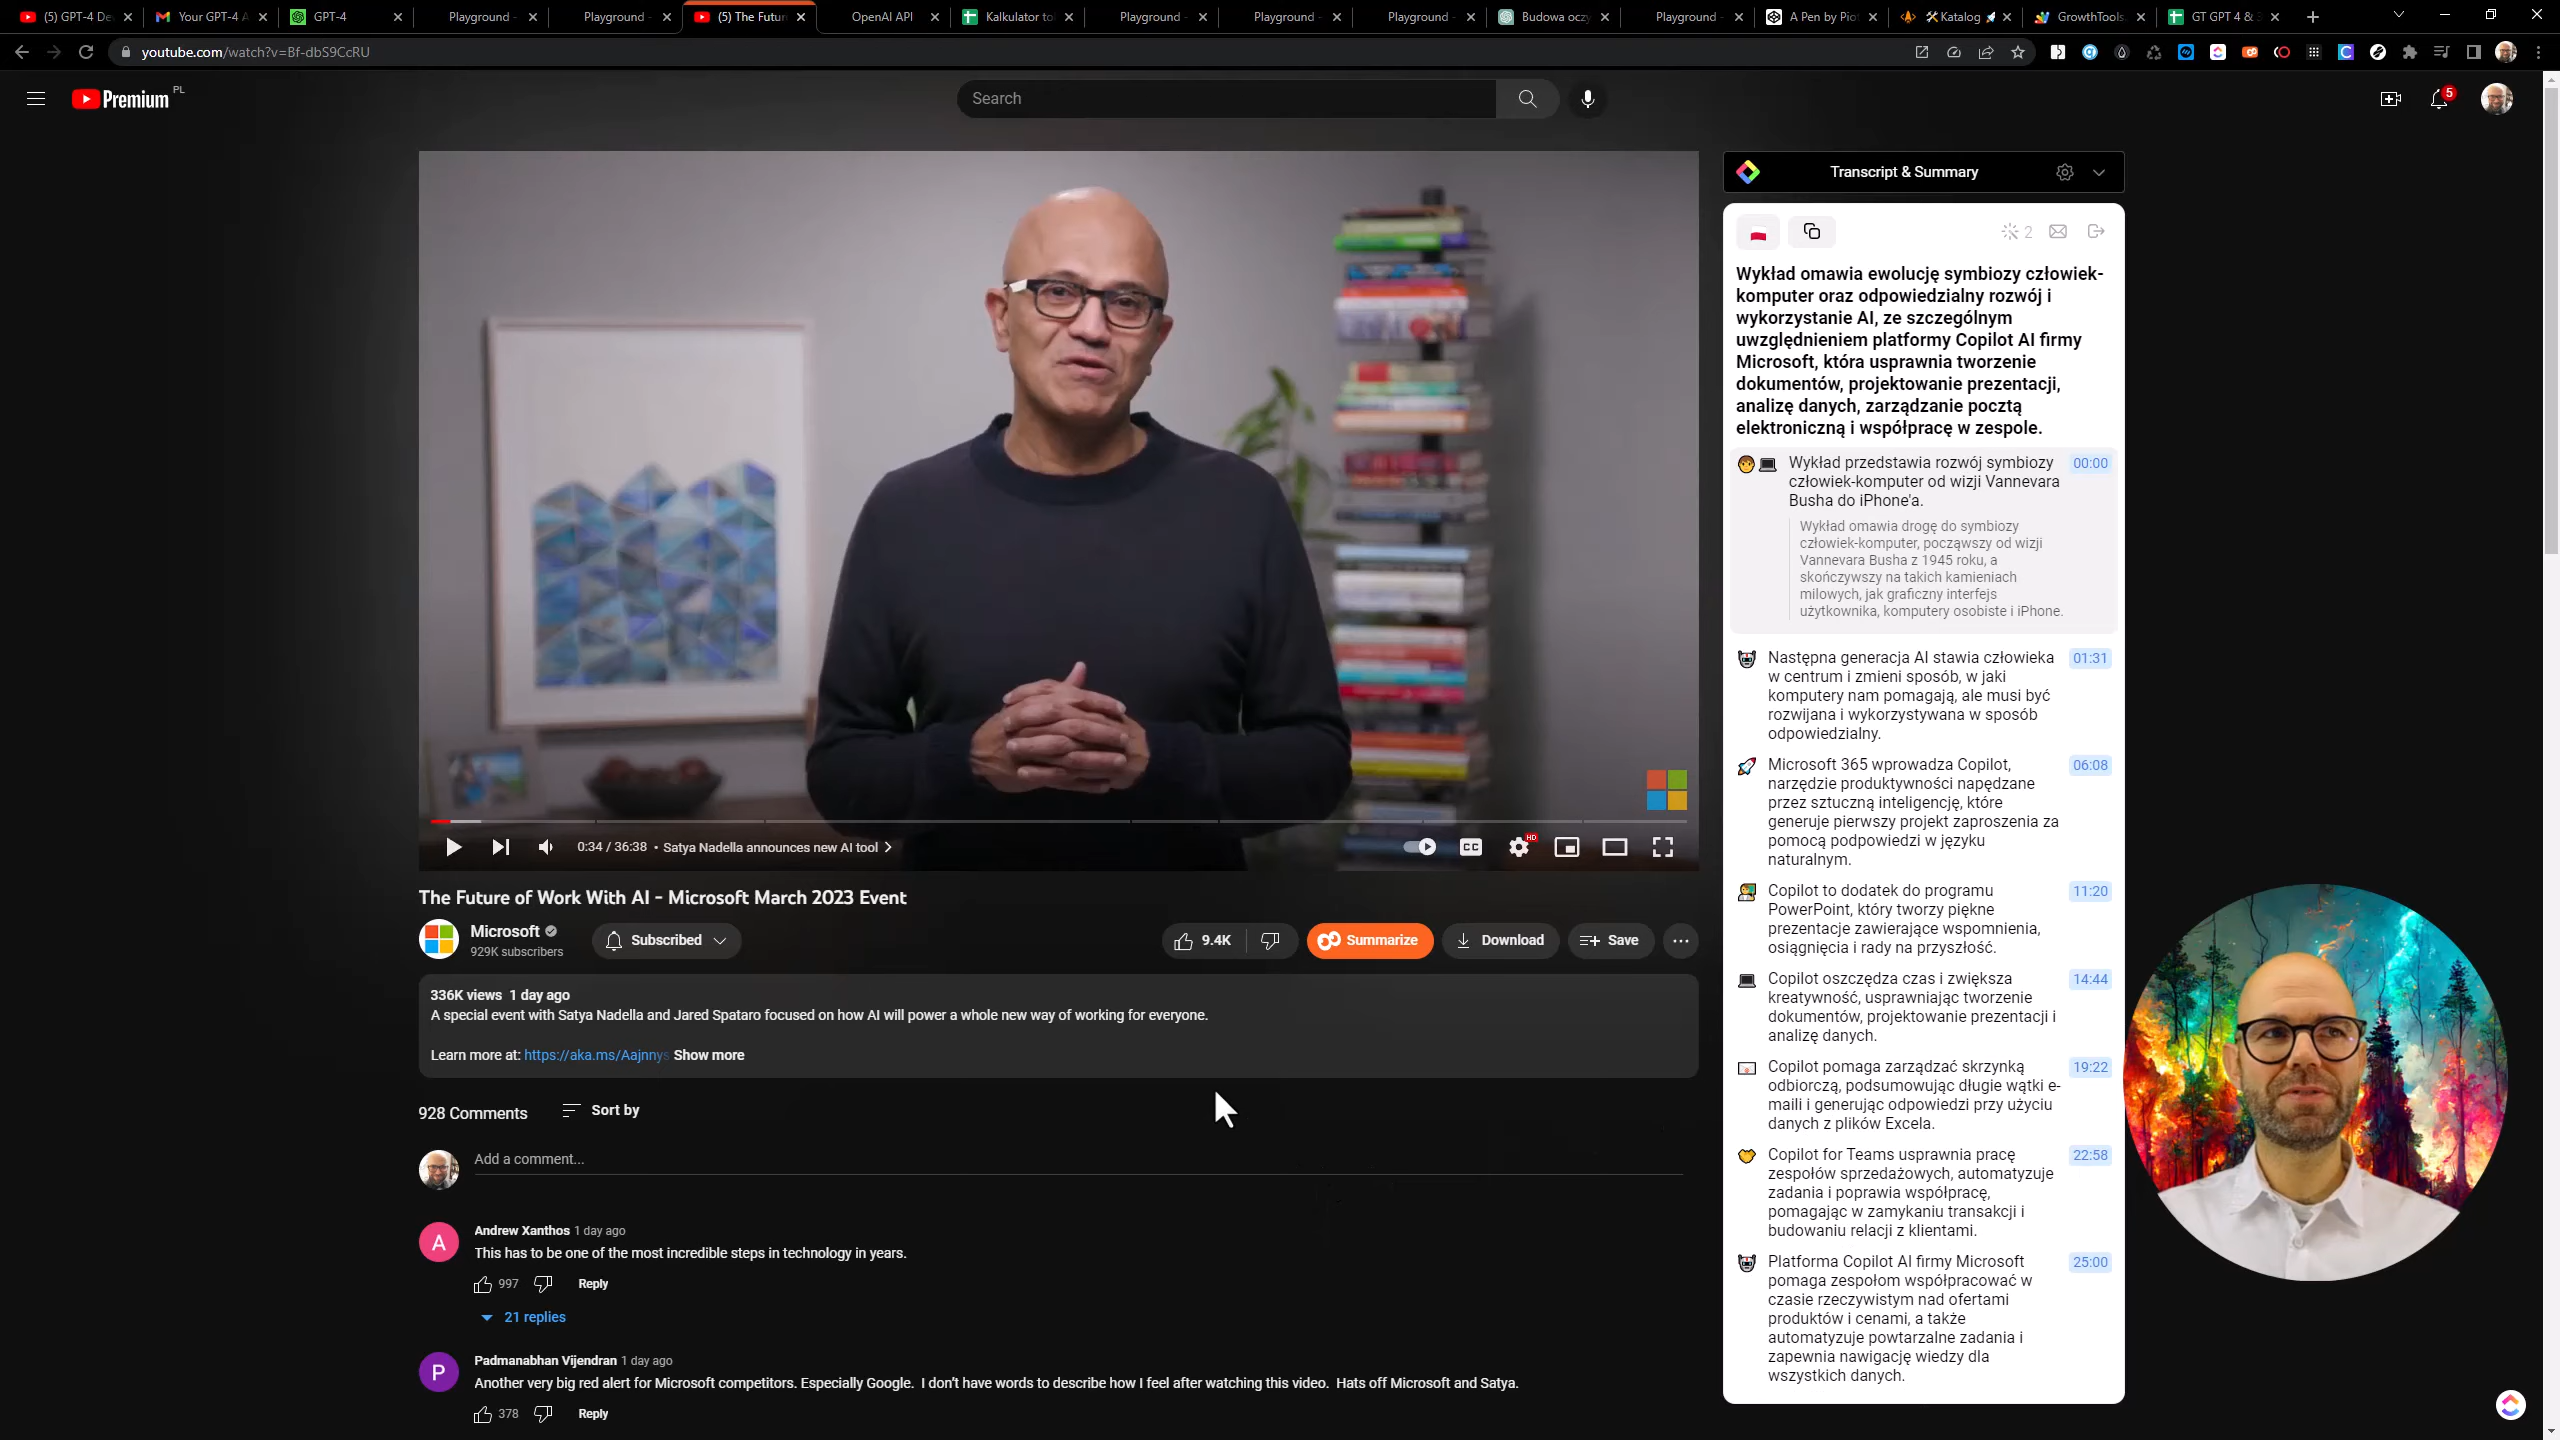 (5) GPT-4 De
Your GPT-4 A
GPT-4
Playground -
Playground -
(5) The Futur
OpenAI API
Kalkulator to
Playground -
Playground -
Playground -
Budowa oczy
Playground -
A Pen by Pio
Katalog
GrowthTools
GT GPT 4 &
youtube.com/watch?v=Bf-dbS9CcRU
Premium PL
Search
5
Transcript & Summary
2
Wykład omawia ewolucję symbiozy człowiek-
komputer oraz odpowiedzialny rozwój i
wykorzystanie AI, ze szczególnym
uwzględnieniem platformy Copilot AI firmy
Microsoft, która usprawnia tworzenie
dokumentów, projektowanie prezentacji,
analizę danych, zarządzanie pocztą
elektroniczną i współpracę w zespole.
Wykład przedstawia rozwój symbiozy 00:00
człowiek-komputer od wizji Vannevara
Busha do iPhone'a.
Wykład omawia drogę do symbiozy
człowiek-komputer, począwszy od wizji
Vannevara Busha z 1945 roku, a
skończywszy na takich kamieniach
milowych, jak graficzny interfejs
użytkownika, komputery osobiste i iPhone.
Następna generacja AI stawia człowieka 01:31
w centrum i zmieni sposób, w jaki
komputery nam pomagają, ale musi być
rozwijana i wykorzystywana w sposób
odpowiedzialny.
Microsoft 365 wprowadza Copilot, 06:08
narzędzie produktywności napędzane
przez sztuczną inteligencję, które
generuje pierwszy projekt zaproszenia za
pomocą podpowiedzi w języku
naturalnym.
Copilot to dodatek do programu 11:20
PowerPoint, który tworzy piękne
prezentacje zawierające wspomnienia,
osiągnięcia i rady na przyszłość.
Copilot oszczędza czas i zwiększa 14:44
kreatywność, usprawniając tworzenie
dokumentów, projektowanie prezentacji i
analizę danych.
Copilot pomaga zarządzać skrzynką 19:22
odbiorczą, podsumowując długie wątki e-
maili i generując odpowiedzi przy użyciu
danych z plików Excela.
Copilot for Teams usprawnia pracę 22:58
zespołów sprzedażowych, automatyzuje
zadania i poprawia współpracę,
pomagając w zamykaniu transakcji i
budowaniu relacji z klientami.
Platforma Copilot AI firmy Microsoft 25:00
pomaga zespołom współpracować w
czasie rzeczywistym nad ofertami
produktów i cenami, a także
automatyzuje powtarzalne zadania i
zapewnia nawigację wiedzy dla
wszystkich danych.
0:34 / 36:38 • Satya Nadella announces new AI tool
CC
HD
The Future of Work With AI - Microsoft March 2023 Event
Microsoft
929K subscribers
Subscribed
9.4K
Summarize
Download
Save
336K views 1 day ago
A special event with Satya Nadella and Jared Spataro focused on how AI will power a whole new way of working for everyone.
Learn more at: https://aka.ms/Aajnnys Show more
928 Comments
Sort by
Add a comment...
A
Andrew Xanthos 1 day ago
This has to be one of the most incredible steps in technology in years.
997
Reply
21 replies
P
Padmanabhan Vijendran 1 day ago
Another very big red alert for Microsoft competitors. Especially Google. I don't have words to describe how I feel after watching this video. Hats off Microsoft and Satya.
378
Reply